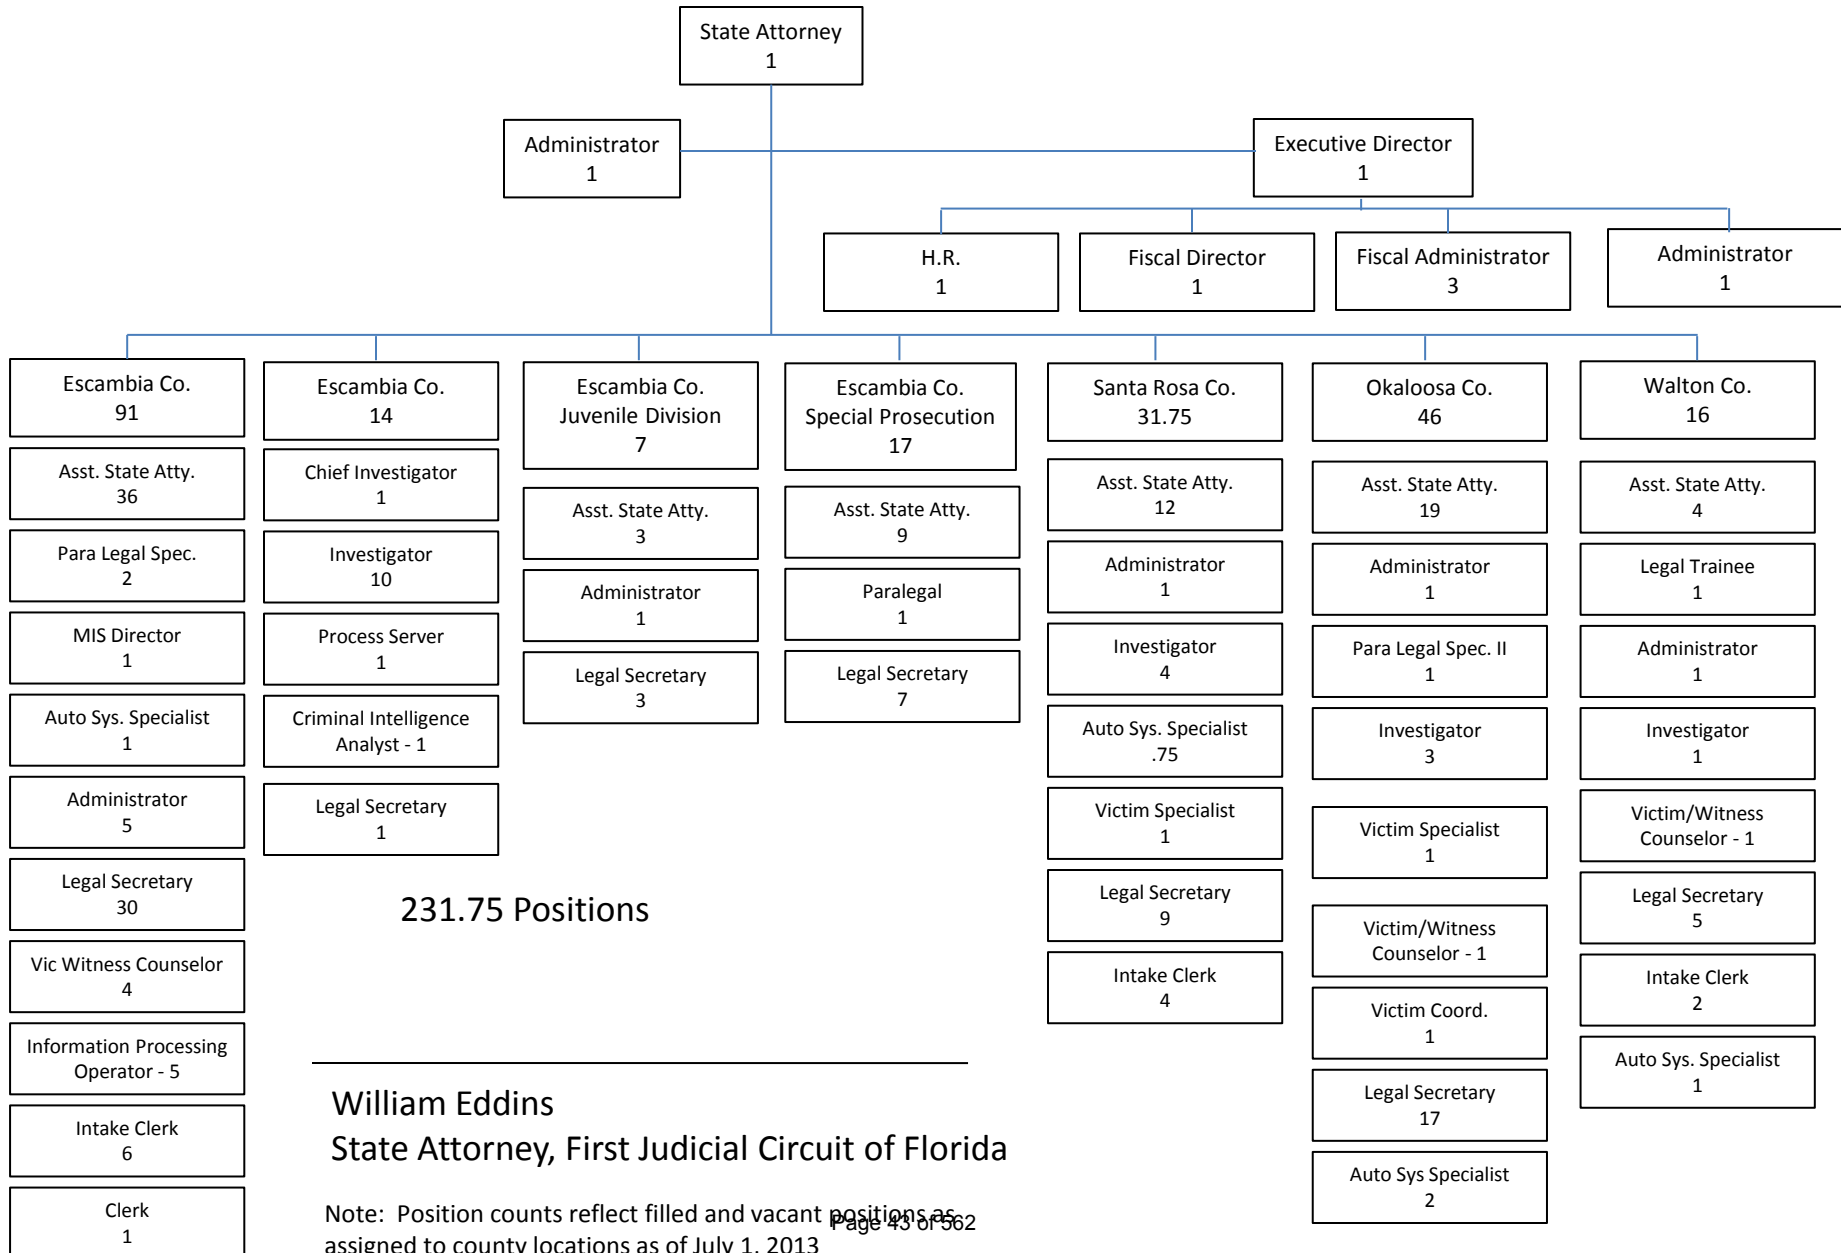 State Attorney
1
Administrator
1
Executive Director
1
H.R.
1
Fiscal Director
1
Fiscal Administrator
3
Administrator
1
Escambia Co.
91
Asst. State Atty.
36
Para Legal Spec.
2
MIS Director
1
Auto Sys. Specialist
1
Administrator
5
Legal Secretary
30
Vic Witness Counselor
4
Information Processing
Operator - 5
Intake Clerk
6
Clerk
1
Escambia Co.
14
Chief Investigator
1
Investigator
10
Process Server
1
Criminal Intelligence
Analyst - 1
Legal Secretary
1
Escambia Co.
Juvenile Division
7
Asst. State Atty.
3
Administrator
1
Legal Secretary
3
Escambia Co.
Special Prosecution
17
Asst. State Atty.
9
Paralegal
1
Legal Secretary
7
Santa Rosa Co.
31.75
Asst. State Atty.
12
Administrator
1
Investigator
4
Auto Sys. Specialist
.75
Victim Specialist
1
Legal Secretary
9
Intake Clerk
4
Okaloosa Co.
46
Asst. State Atty.
19
Administrator
1
Para Legal Spec. II
1
Investigator
3
Victim Specialist
1
Victim/Witness
Counselor - 1
Victim Coord.
1
Legal Secretary
17
Auto Sys Specialist
2
Walton Co.
16
Asst. State Atty.
4
Legal Trainee
1
Administrator
1
Investigator
1
Victim/Witness
Counselor - 1
Legal Secretary
5
Intake Clerk
2
Auto Sys. Specialist
1
231.75 Positions
William Eddins
State Attorney, First Judicial Circuit of Florida
Note: Position counts reflect filled and vacant positions as
assigned to county locations as of July 1, 2013
Page 43 of 562